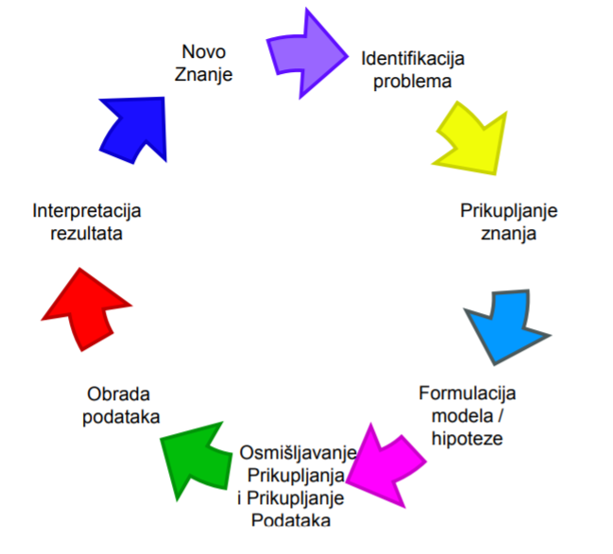 Novo
Znanje
Identifikacija
problema
Prikupljanje
znanja
Formulacija
modela /
hipoteze
Osmišljavanje
Prikupljanja
i Prikupljanje
Podataka
Obrada
podataka
Interpretacija
rezultata